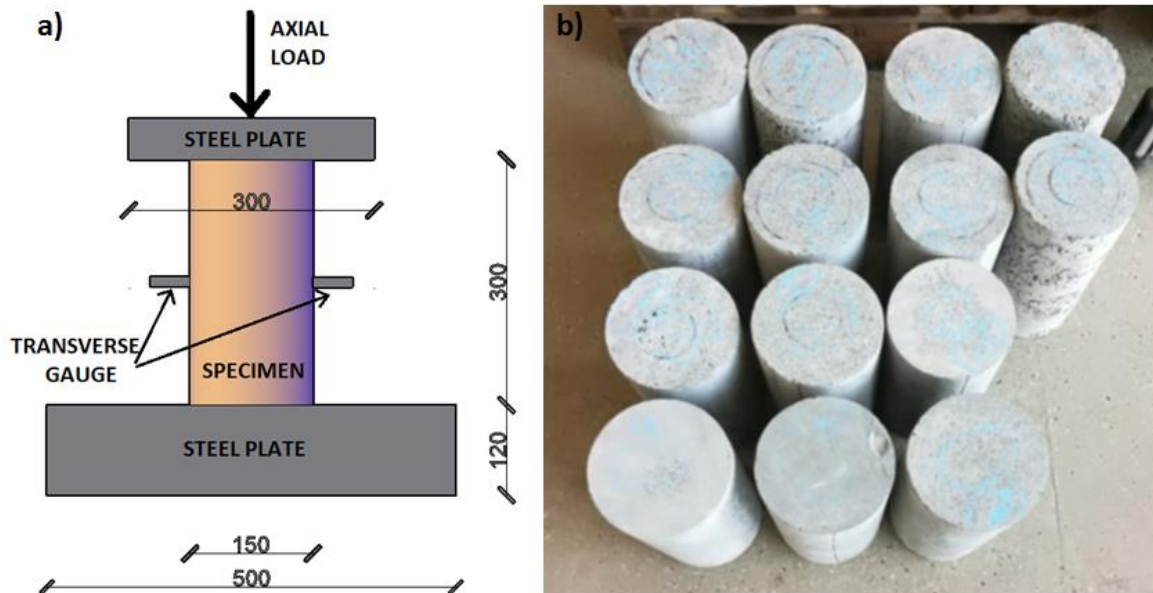 a)
AXIAL
LOAD
STEEL PLATE
300
300
TRANSVERSE
GAUGE
SPECIMEN
STEEL PLATE
120
150
500
b)